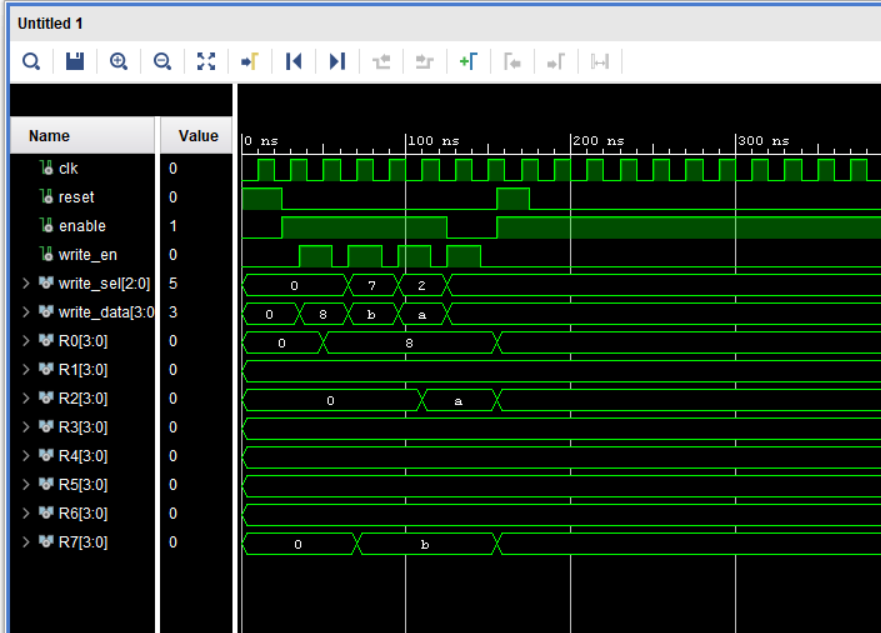 Untitled 1
Name Value 0 ns 100 ns 200 ns 300 ns
clk 0
reset 0
enable 1
write_en 0
write_sel[2:0] 5 0 7 2
write_data[3:0 3 0 8 b a
R0[3:0] 0 0 8
R1[3:0] 0
R2[3:0] 0 0 a
R3[3:0] 0
R4[3:0] 0
R5[3:0] 0
R6[3:0] 0
R7[3:0] 0 0 b